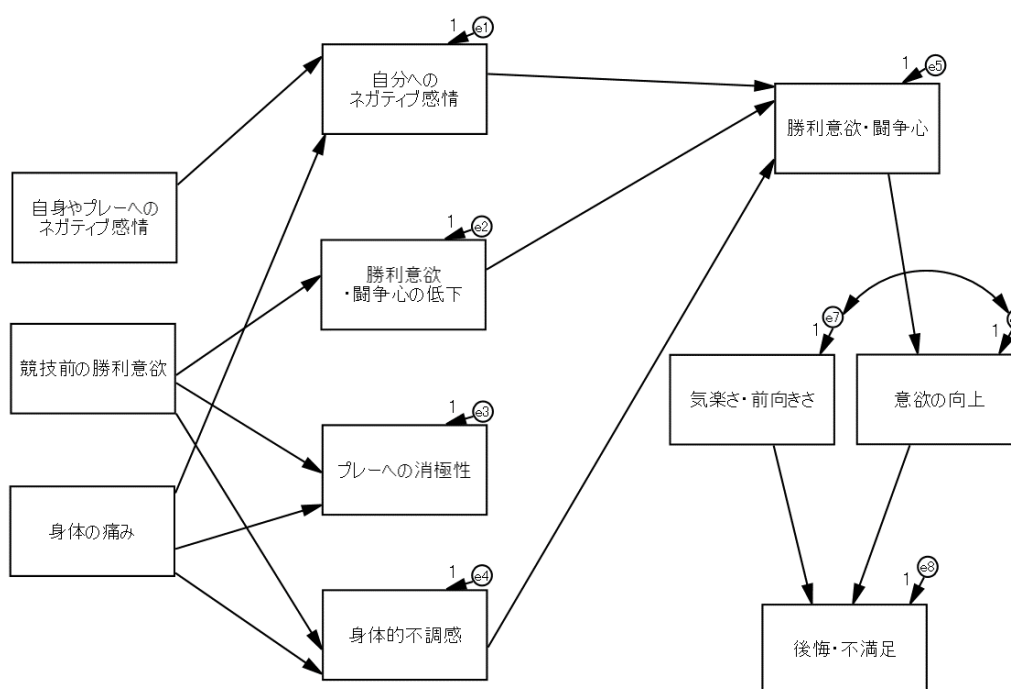 1
e1
自分への
ネガティブ感情
1
e5
勝利意欲・闘争心
自身やプレーへの
ネガティブ感情
1
e2
勝利意欲
・闘争心の低下
競技前の勝利意欲
1
e7
1
気楽さ・前向きさ
意欲の向上
1
e3
プレーへの消極性
身体の痛み
1
e4
身体的不調感
1
e8
後悔・不満足